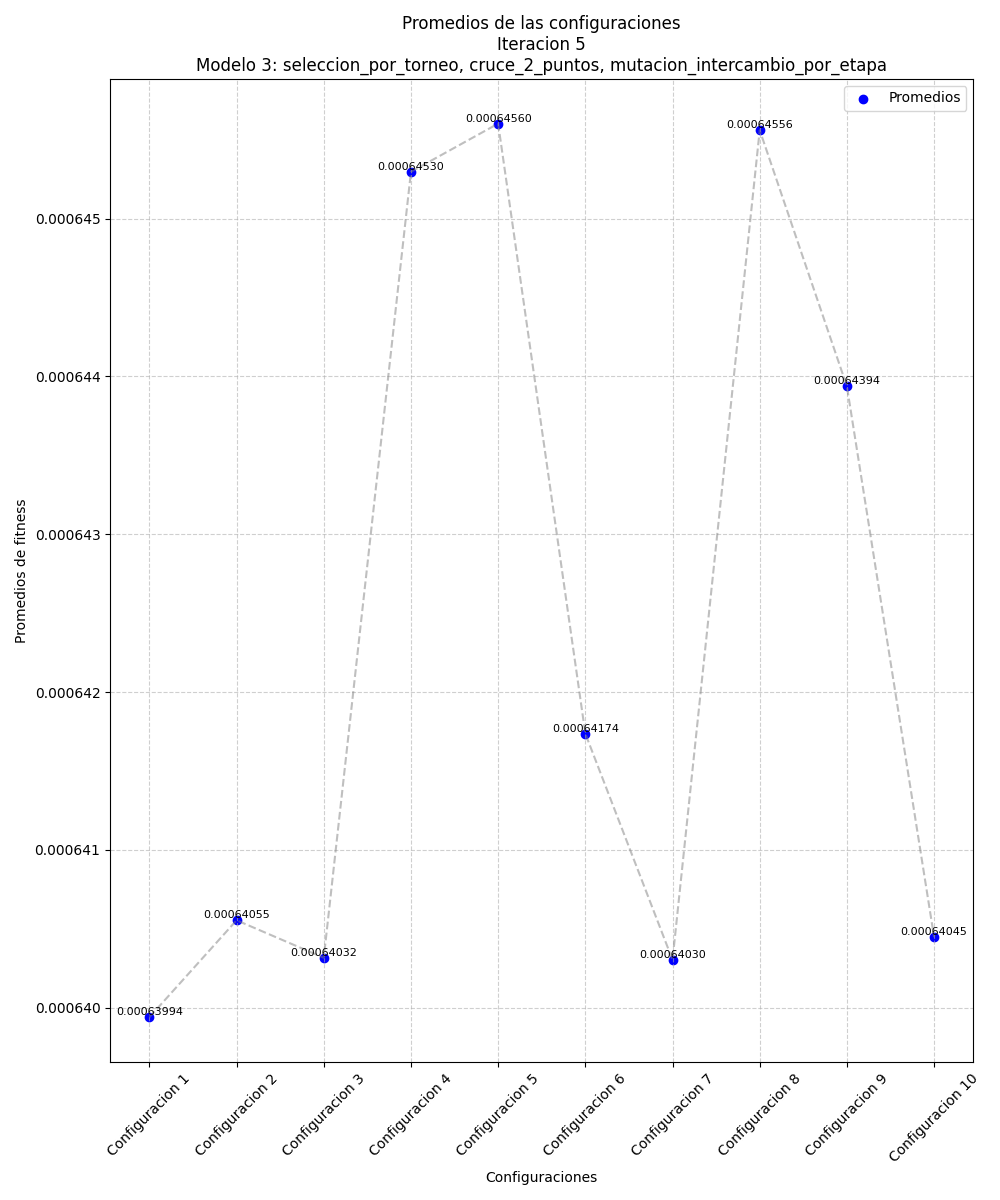 Promedios de las configuraciones
Iteracion 5
Modelo 3: seleccion_por_torneo, cruce_2_puntos, mutacion_intercambio_por_etapa
Promedios
0.00064560
0.00064556
0.00064530
0.000645
0.00064394
0.000644
0.000643
Promedios de fitness
0.000642
0.00064174
0.000641
0.00064055
0.00064045
0.00064032
0.00064030
0.000640
0.00063994
Configuracion 1
Configuracion 2
Configuracion 3
Configuracion 4
Configuracion 5
Configuracion 6
Configuracion 7
Configuracion 8
Configuracion 9
Configuracion 10
Configuraciones